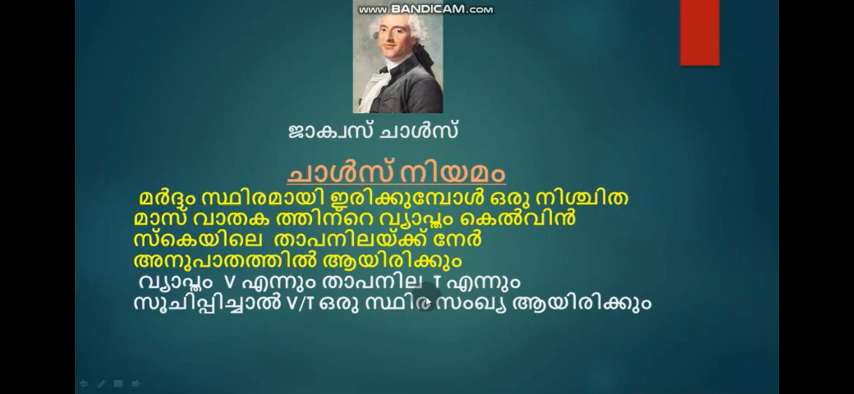 www.BANDICAM.com
ജാക്വസ് ചാൾസ്
ചാൾസ് നിയമം
മർദ്ദം സ്ഥിരമായി ഇരിക്കുമ്പോൾ ഒരു നിശ്ചിത
മാസ് വാതക ത്തിന്റെ വ്യാപ്തം കെൽവിൻ
സ്കെയിലെ താപനിലയ്ക്ക് നേർ
അനുപാതത്തിൽ ആയിരിക്കും
വ്യാപ്തം V എന്നും താപനില T എന്നും
സൂചിപ്പിച്ചാൽ V/T ഒരു സ്ഥിര സംഖ്യ ആയിരിക്കും